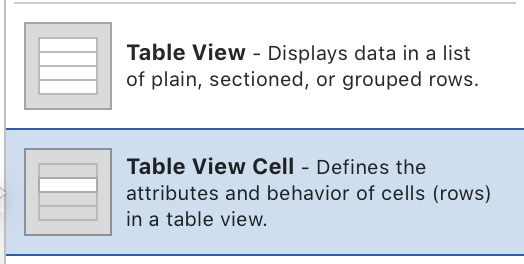 Table View - Displays data in a list
of plain, sectioned, or grouped rows.
Table View Cell - Defines the
attributes and behavior of cells (rows)
in a table view.